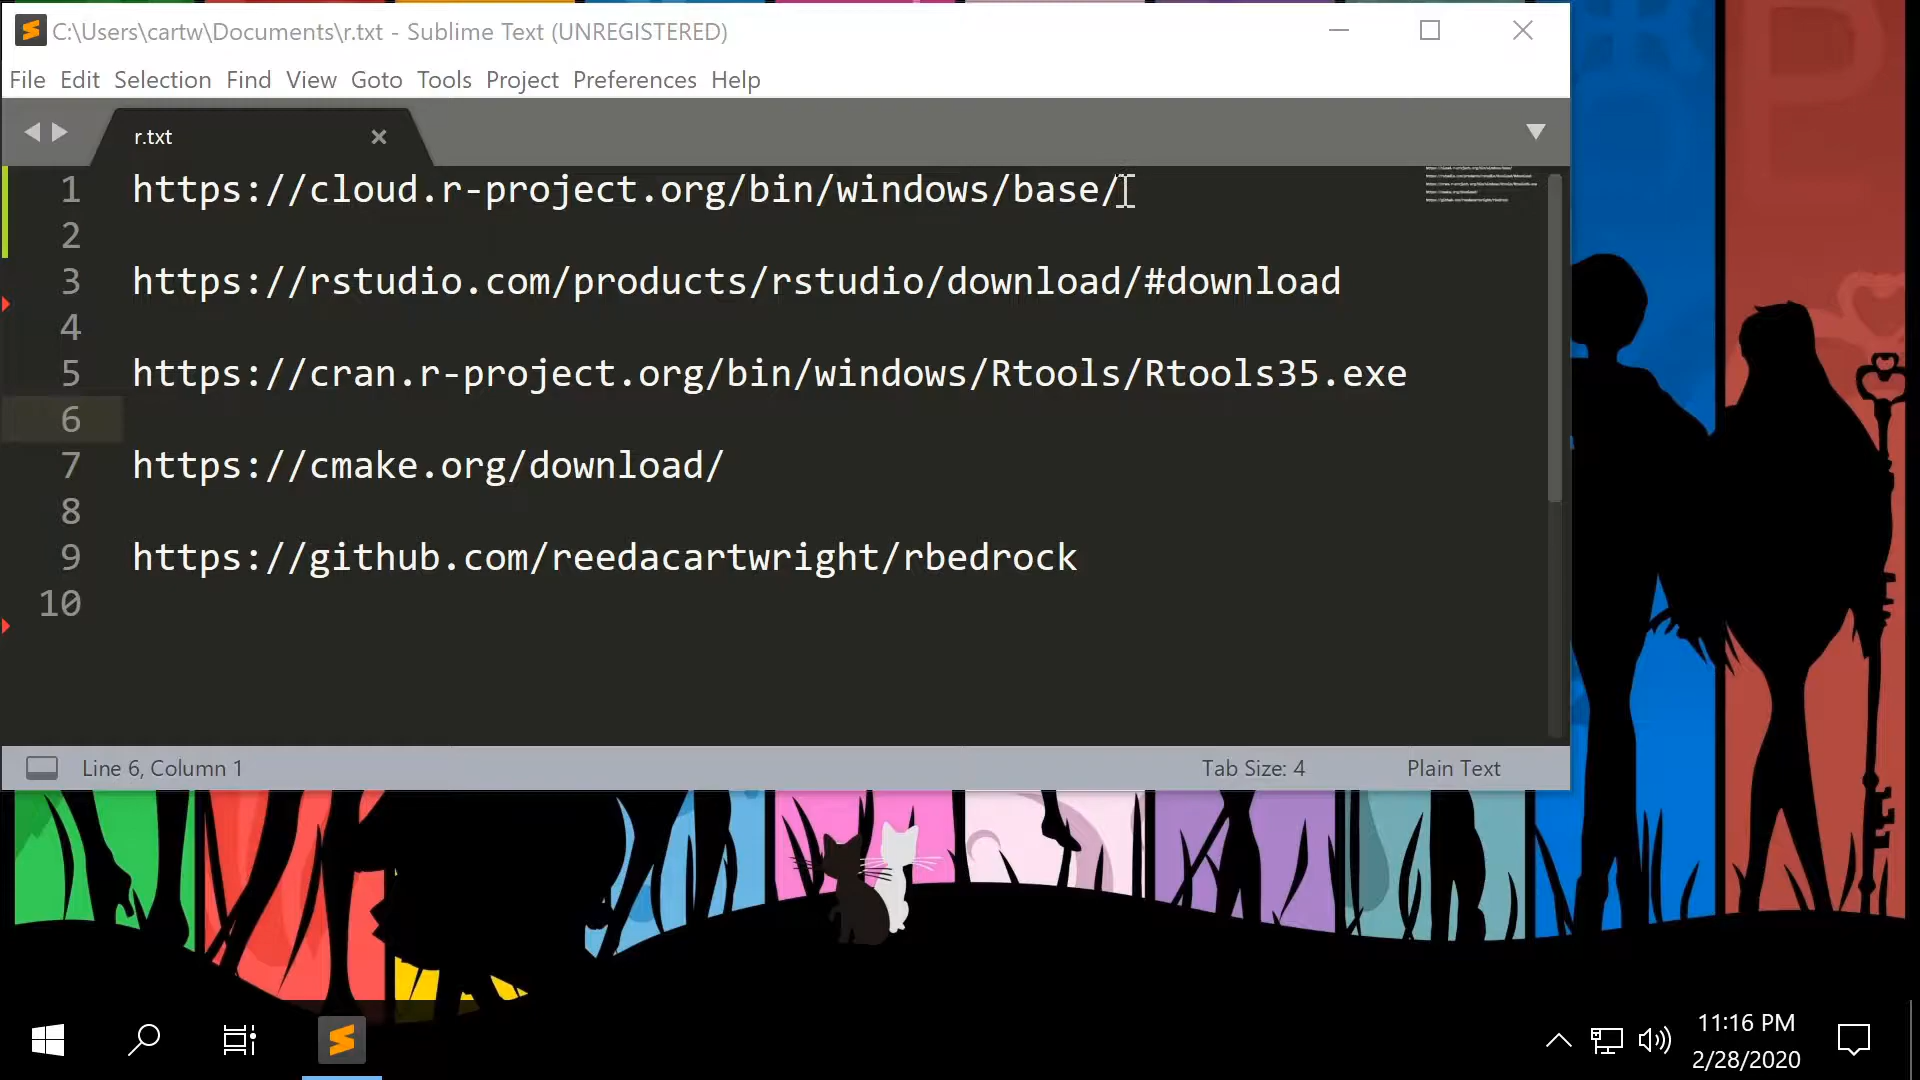 C:\Users\cartw\Documents\r.txt - Sublime Text (UNREGISTERED)
File Edit Selection Find View Goto Tools Project Preferences Help
r.txt
1 https://cloud.r-project.org/bin/windows/base/
2
3 https://rstudio.com/products/rstudio/download/#download
4
5 https://cran.r-project.org/bin/windows/Rtools/Rtools35.exe
6
7 https://cmake.org/download/
8
9 https://github.com/reedacartwright/rbedrock
10
Line 6, Column 1 Tab Size: 4 Plain Text
11:16 PM
2/28/2020